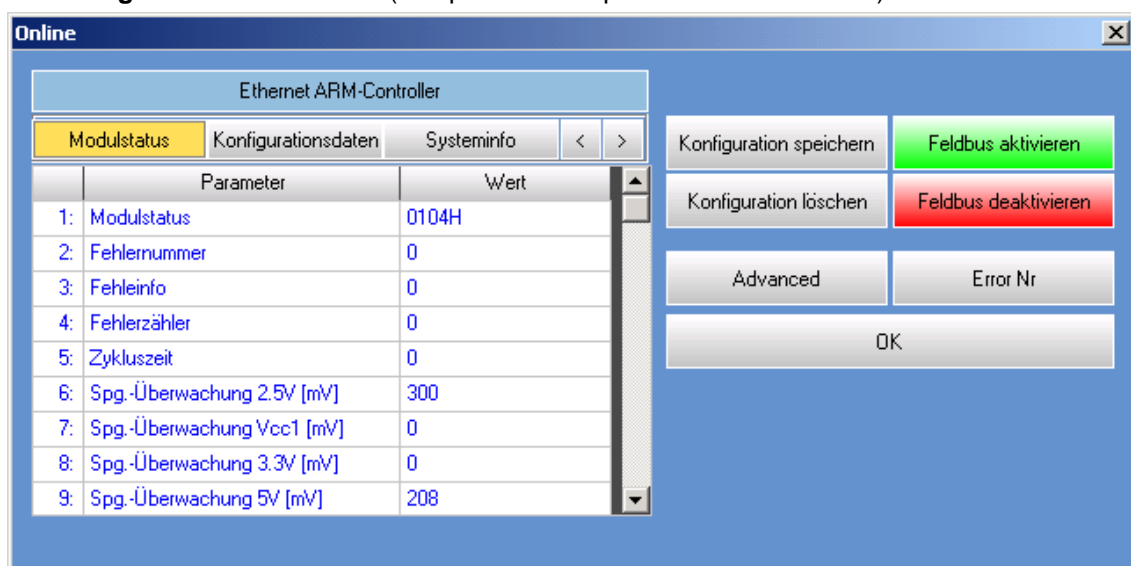 Online
Ethernet ARM-Controller
Modulstatus Konfigurationsdaten Systeminfo < >
Parameter Wert
1: Modulstatus 0104H
2: Fehlernummer 0
3: Fehleinfo 0
4: Fehlerzähler 0
5: Zykluszeit 0
6: Spg.-Überwachung 2.5V [mV] 300
7: Spg.-Überwachung Vcc1 [mV] 0
8: Spg.-Überwachung 3.3V [mV] 0
9: Spg.-Überwachung 5V [mV] 208
Konfiguration speichern Feldbus aktivieren
Konfiguration löschen Feldbus deaktivieren
Advanced Error Nr
OK